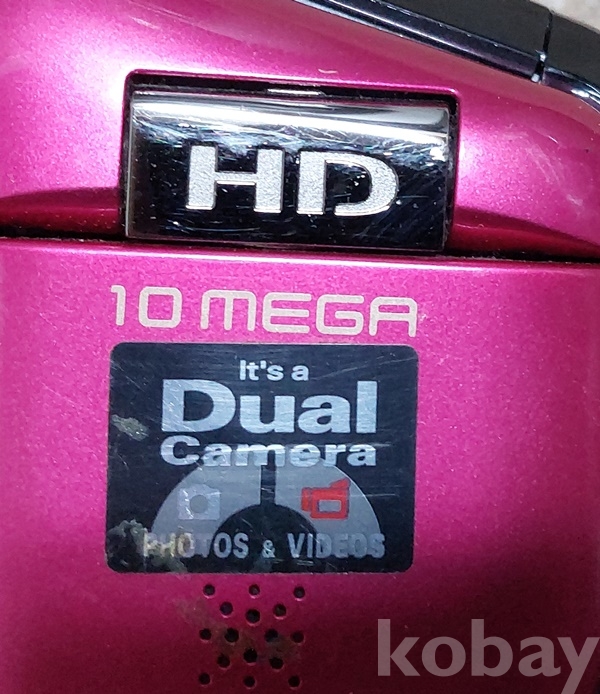 HD
10 MEGA
It's a
Dual
Camera
PHOTOS & VIDEOS
kobay